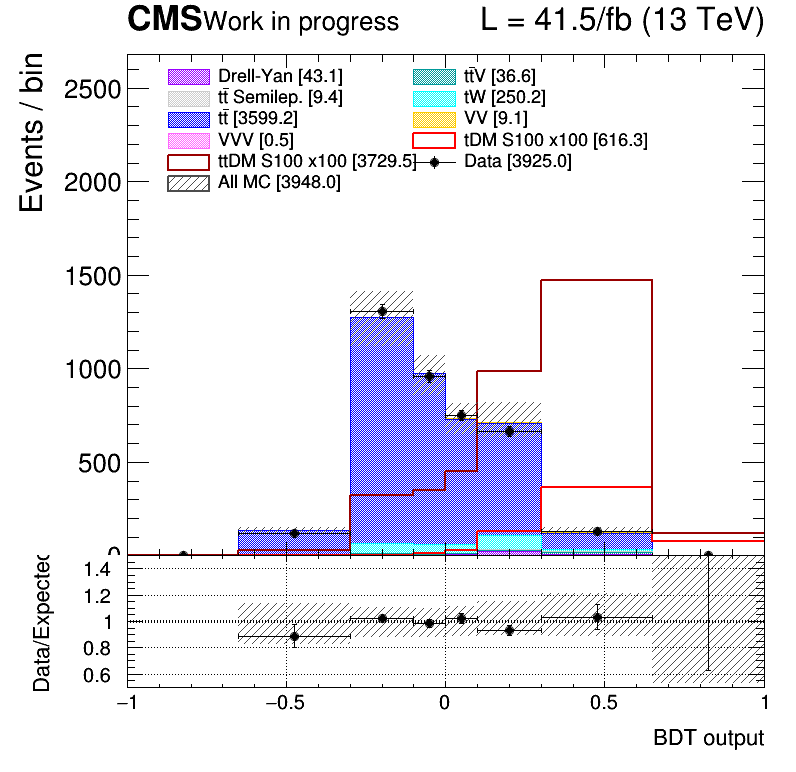 CMS Work in progress L = 41.5/fb (13 TeV)
Events / bin
2500
2000
1500
1000
500
0
Drell-Yan [43.1] tt̄V [36.6]
tt̄ Semilep. [9.4] tW [250.2]
tt̄ [3599.2] VV [9.1]
VVV [0.5] tDM S100 x100 [616.3]
ttDM S100 x100 [3729.5] Data [3925.0]
All MC [3948.0]
Data/Expected
1.4
1.2
1
0.8
0.6
−1 −0.5 0 0.5 1
BDT output